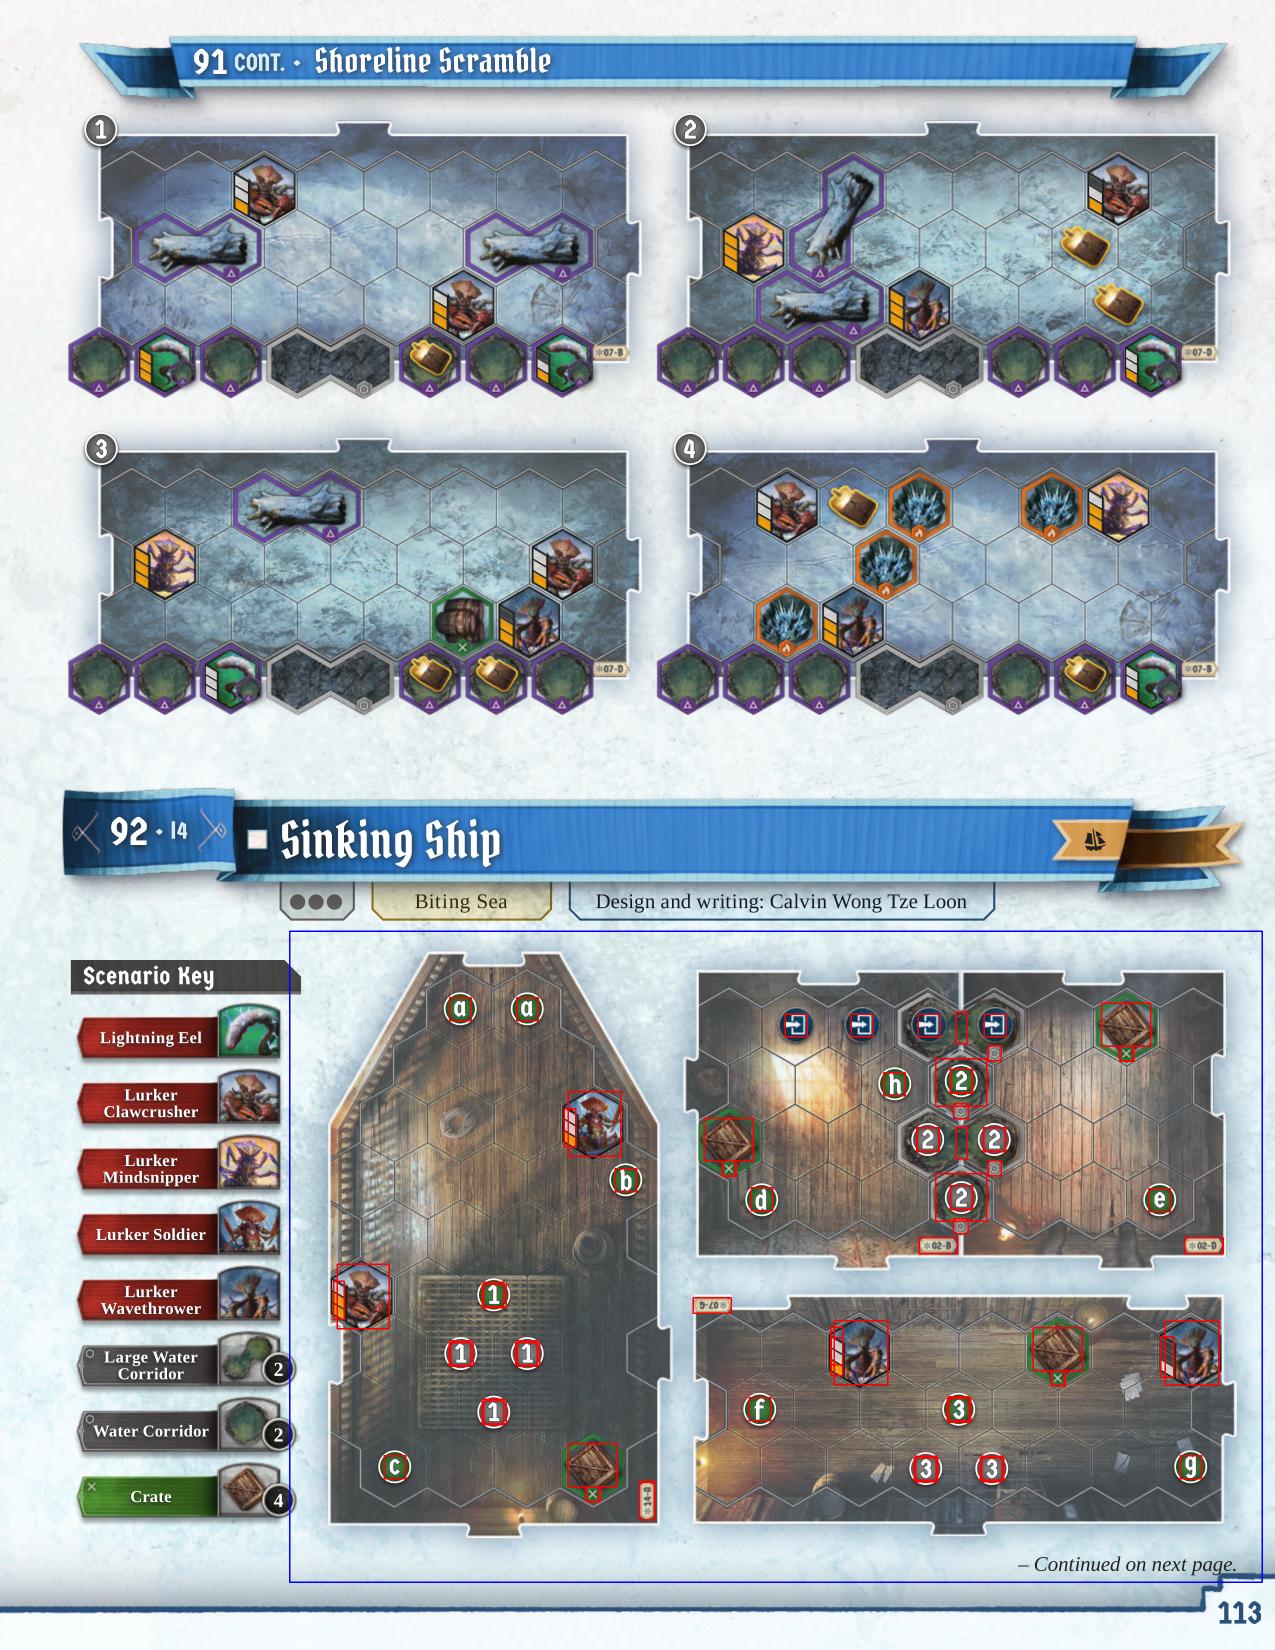 91 CONT. • Shoreline Scramble
1
2
07-B
07-D
3
4
07-D
07-B
92 • 14
Sinking Ship
Biting Sea
Design and writing: Calvin Wong Tze Loon
Scenario Key
Lightning Eel
Lurker
Clawcrusher
Lurker
Mindsnipper
Lurker Soldier
Lurker
Wavethrower
Large Water
Corridor
2
Water Corridor
2
Crate
4
a a
b
1
1 1
1
c
14-A
h 2
2 2
d 2 e
02-B
02-D
07-G
f 3
3 3 g
– Continued on next page.
113